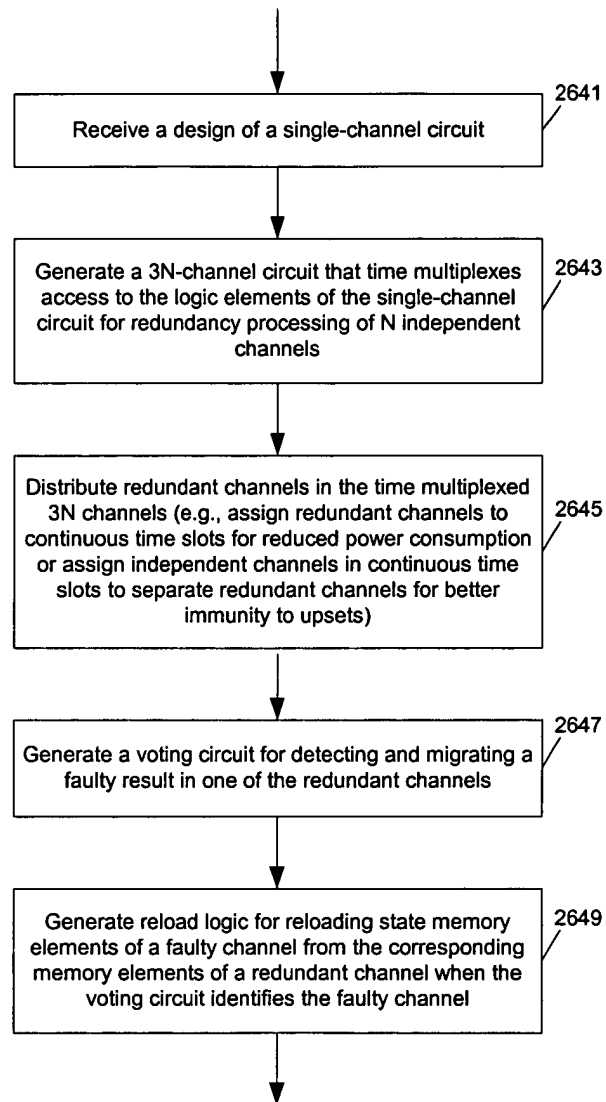 2641
Receive a design of a single-channel circuit
2643
Generate a 3N-channel circuit that time multiplexes
access to the logic elements of the single-channel
circuit for redundancy processing of N independent
channels
2645
Distribute redundant channels in the time multiplexed
3N channels (e.g., assign redundant channels to
continuous time slots for reduced power consumption
or assign independent channels in continuous time
slots to separate redundant channels for better
immunity to upsets)
2647
Generate a voting circuit for detecting and migrating a
faulty result in one of the redundant channels
2649
Generate reload logic for reloading state memory
elements of a faulty channel from the corresponding
memory elements of a redundant channel when the
voting circuit identifies the faulty channel